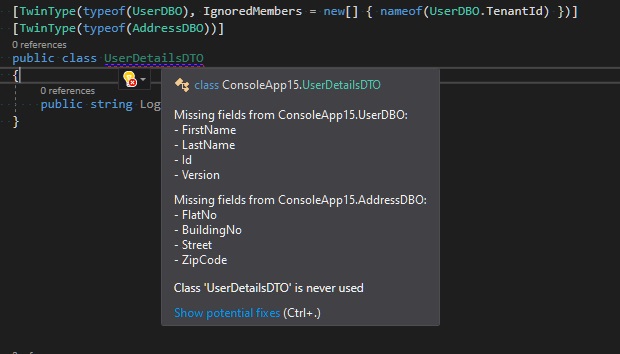 [TwinType(typeof(UserDBO), IgnoredMembers = new[] { nameof(UserDBO.TenantId) })]
[TwinType(typeof(AddressDBO))]
0 references
public class UserDetailsDTO
{
0 references
public string Log
}
class ConsoleApp15.UserDetailsDTO
Missing fields from ConsoleApp15.UserDBO:
- FirstName
- LastName
- Id
- Version
Missing fields from ConsoleApp15.AddressDBO:
- FlatNo
- BuildingNo
- Street
- ZipCode
Class 'UserDetailsDTO' is never used
Show potential fixes (Ctrl+.)